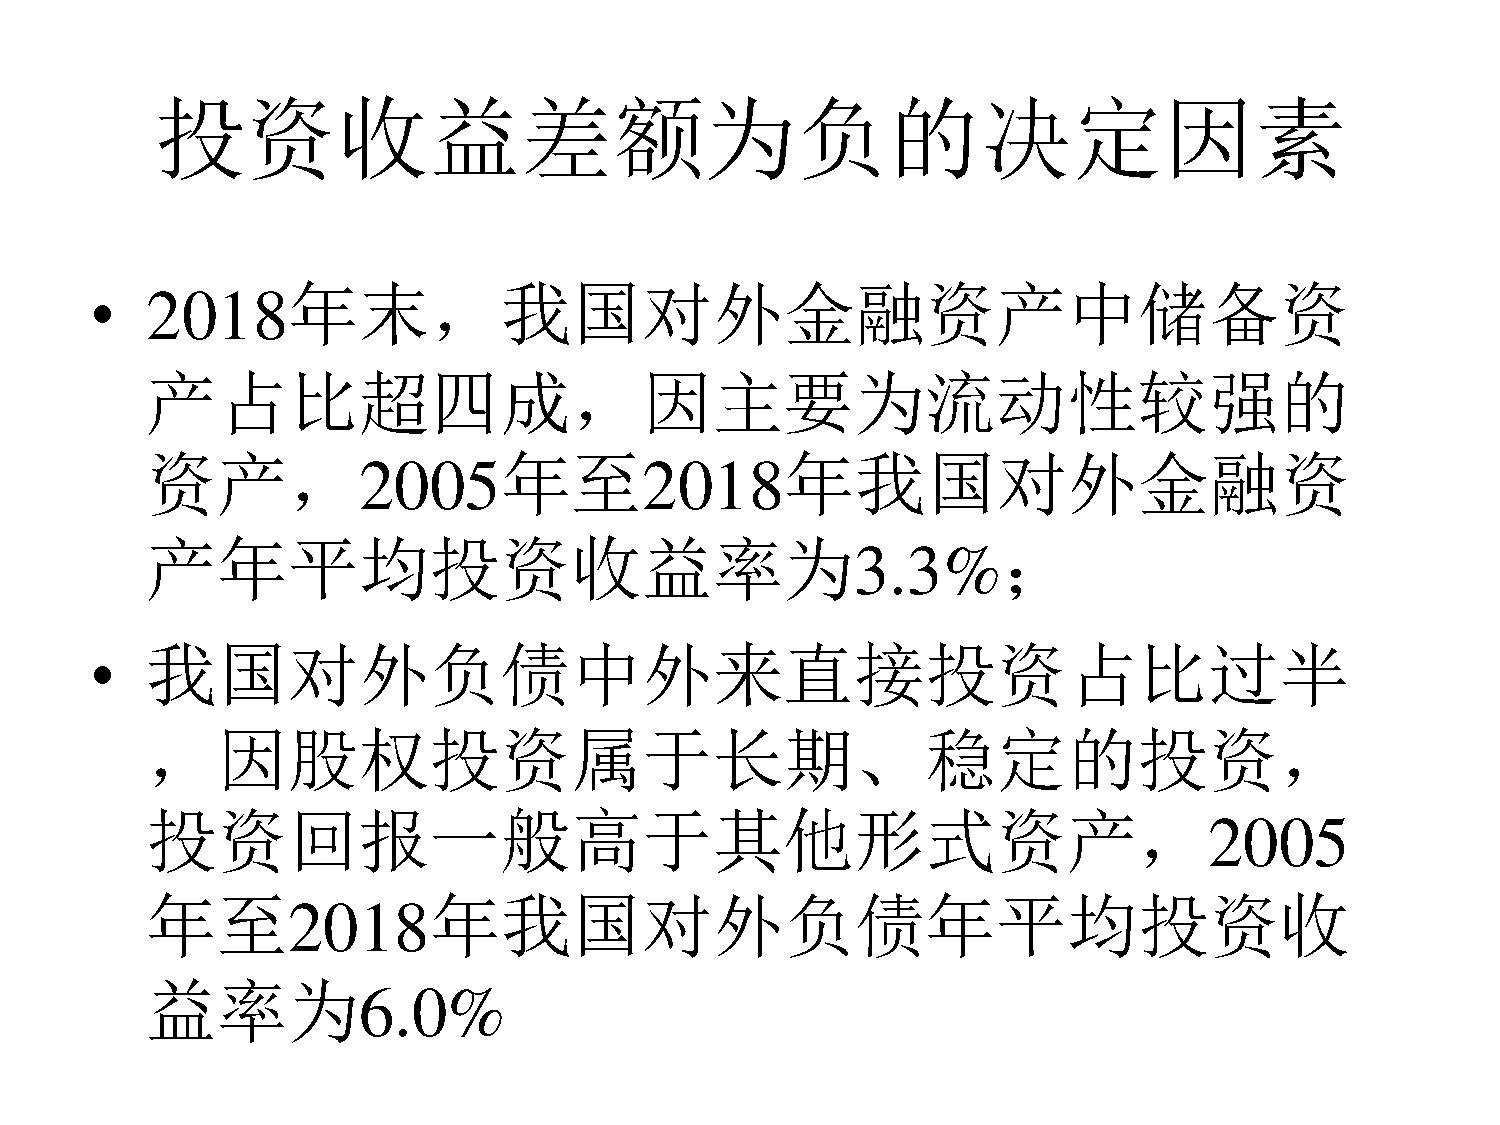 投资收益差额为负的决定因素
• 2018年末，我国对外金融资产中储备资
产占比超四成，因主要为流动性较强的
资产，2005年至2018年我国对外金融资
产年平均投资收益率为3.3%；
• 我国对外负债中外来直接投资占比过半
，因股权投资属于长期、稳定的投资，
投资回报一般高于其他形式资产，2005
年至2018年我国对外负债年平均投资收
益率为6.0%